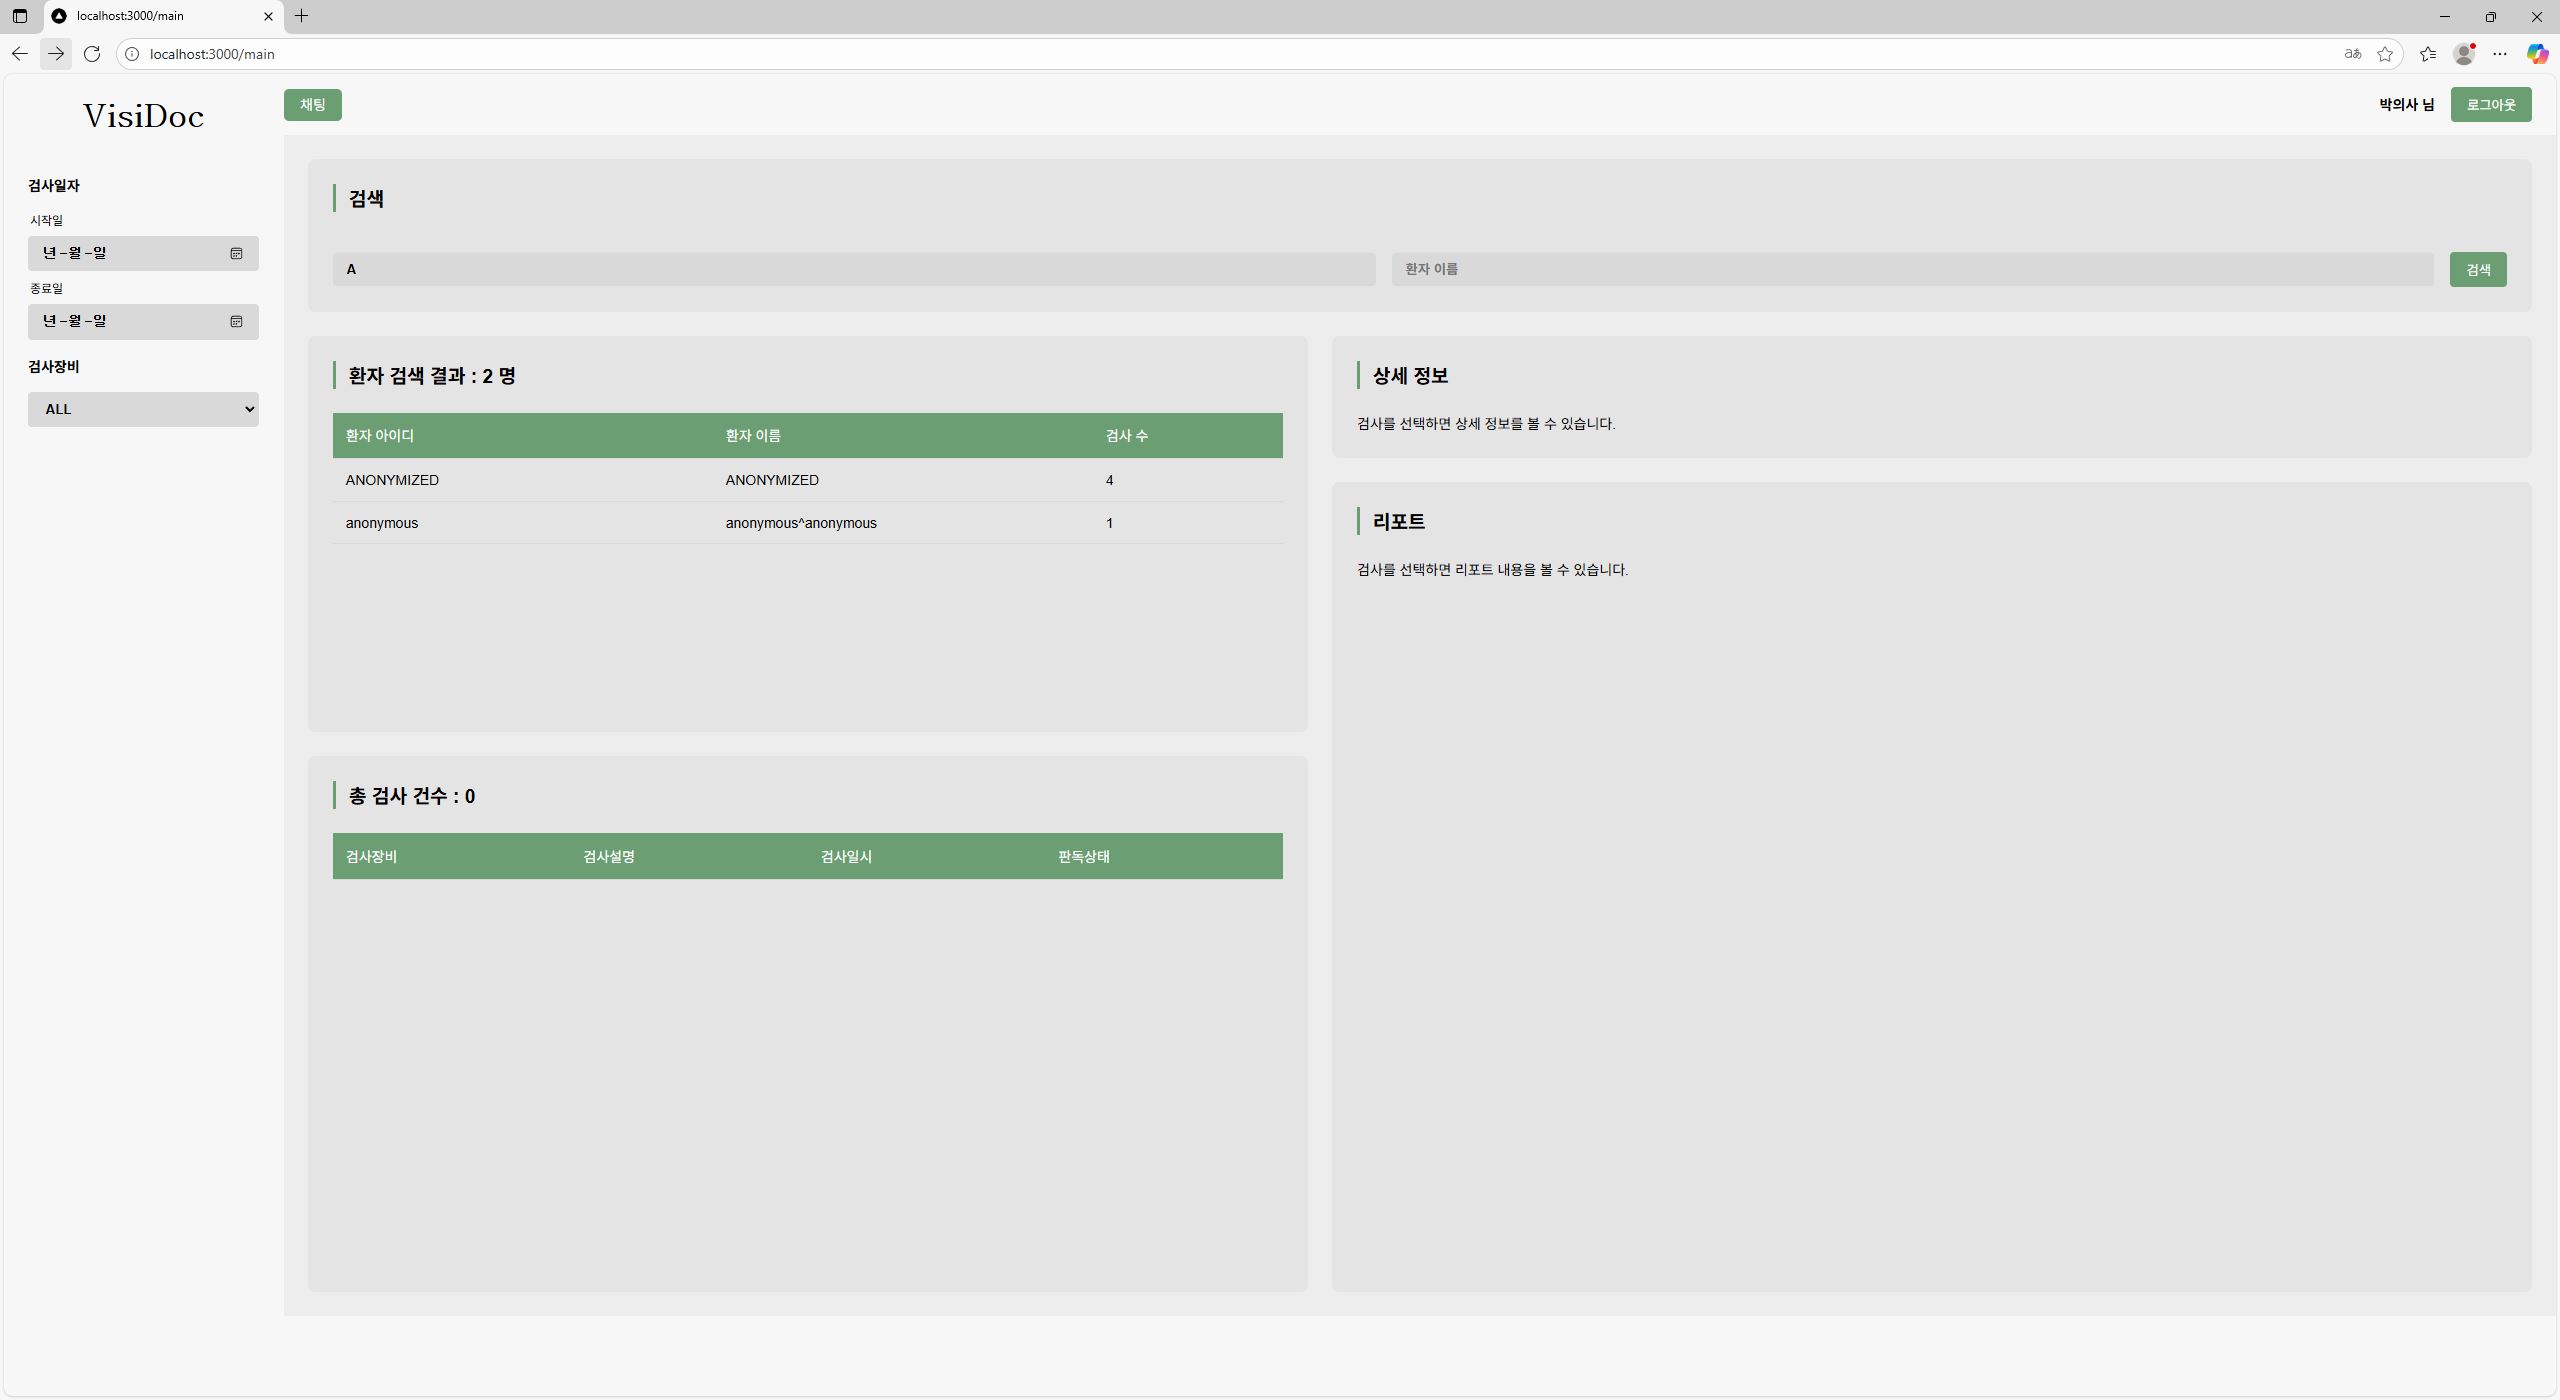 localhost:3000/main
localhost:3000/main
aあ
VisiDoc
채팅
박의사 님
로그아웃
검사일자
시작일
년-월-일
종료일
년-월-일
검사장비
ALL
검색
A
환자 이름
검색
환자 검색 결과 : 2 명
환자 아이디 환자 이름 검사 수
ANONYMIZED ANONYMIZED 4
anonymous anonymous^anonymous 1
총 검사 건수 : 0
검사장비 검사설명 검사일시 판독상태
상세 정보
검사를 선택하면 상세 정보를 볼 수 있습니다.
리포트
검사를 선택하면 리포트 내용을 볼 수 있습니다.